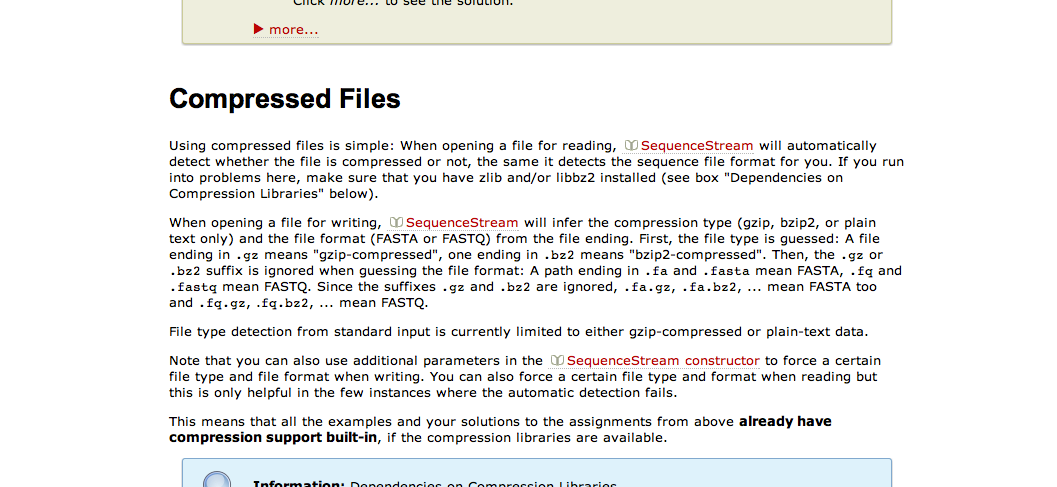 Click more... to see the solution.
more...
Compressed Files
Using compressed files is simple: When opening a file for reading, SequenceStream will automatically
detect whether the file is compressed or not, the same it detects the sequence file format for you. If you run
into problems here, make sure that you have zlib and/or libbz2 installed (see box "Dependencies on
Compression Libraries" below).
When opening a file for writing, SequenceStream will infer the compression type (gzip, bzip2, or plain
text only) and the file format (FASTA or FASTQ) from the file ending. First, the file type is guessed: A file
ending in .gz means "gzip-compressed", one ending in .bz2 means "bzip2-compressed". Then, the .gz or
.bz2 suffix is ignored when guessing the file format: A path ending in .fa and .fasta mean FASTA, .fq and
.fastq mean FASTQ. Since the suffixes .gz and .bz2 are ignored, .fa.gz, .fa.bz2, ... mean FASTA too
and .fq.gz, .fq.bz2, ... mean FASTQ.
File type detection from standard input is currently limited to either gzip-compressed or plain-text data.
Note that you can also use additional parameters in the SequenceStream constructor to force a certain
file type and file format when writing. You can also force a certain file type and format when reading but
this is only helpful in the few instances where the automatic detection fails.
This means that all the examples and your solutions to the assignments from above already have
compression support built-in, if the compression libraries are available.
Information: Dependencies on Compression Libraries